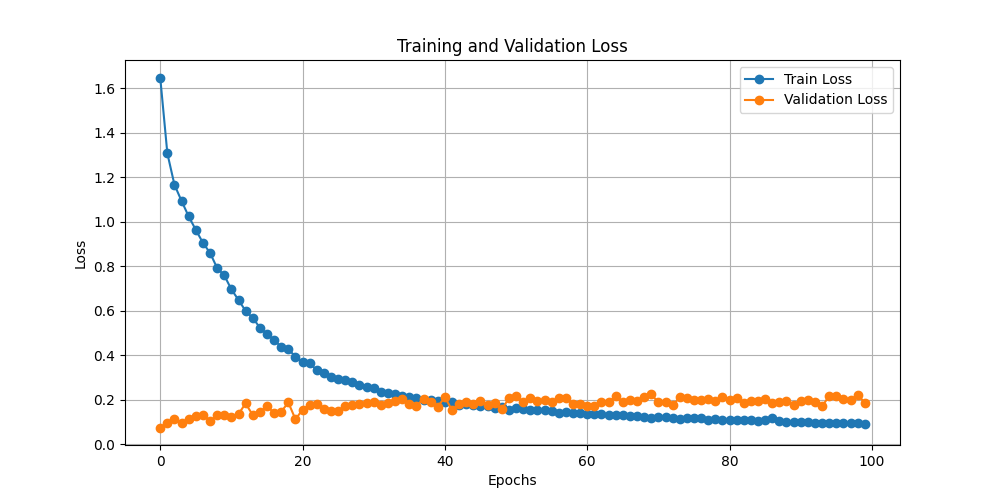 Training and Validation Loss
Train Loss
Validation Loss
1.6
1.4
1.2
1.0
0.8
0.6
0.4
0.2
0.0
Loss
0 20 40 60 80 100
Epochs